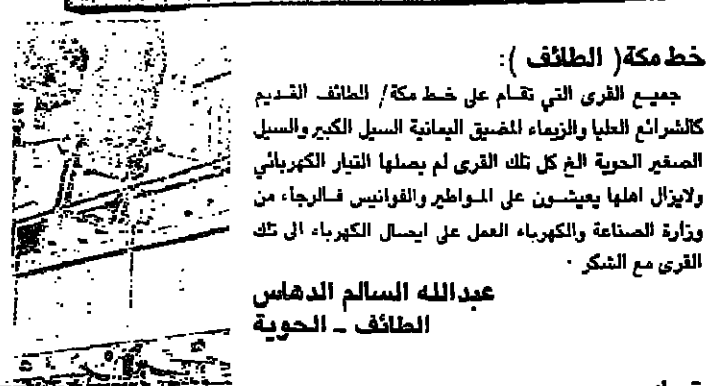 خط مكة ( الطائف ) :
جميع القرى التي تقام على خط مكة / الطائف القديم
كالشرائع العليا والزيماء المضيق اليمانية السيل الكبير والسيل
الصغير الحوية الخ كل تلك القرى لم يصلها التيار الكهربائي
ولايزال اهلها يعيشون على المواطير والفوانيس فالرجاء من
وزارة الصناعة والكهرباء العمل على ايصال الكهرباء الى تلك
القرى مع الشكر ٠
عبدالله السالم الدهاس
الطائف ـ الحوية